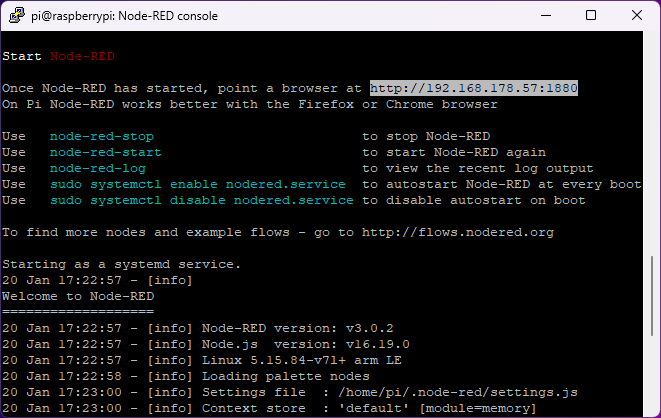 pi@raspberrypi: Node-RED console
Start Node-RED
Once Node-RED has started, point a browser at http://192.168.178.57:1880
On Pi Node-RED works better with the Firefox or Chrome browser
Use   node-red-stop                          to stop Node-RED
Use   node-red-start                         to start Node-RED again
Use   node-red-log                           to view the recent log output
Use   sudo systemctl enable nodered.service  to autostart Node-RED at every boot
Use   sudo systemctl disable nodered.service to disable autostart on boot
To find more nodes and example flows - go to http://flows.nodered.org
Starting as a systemd service.
20 Jan 17:22:57 - [info]
Welcome to Node-RED
===================
20 Jan 17:22:57 - [info] Node-RED version: v3.0.2
20 Jan 17:22:57 - [info] Node.js  version: v16.19.0
20 Jan 17:22:57 - [info] Linux 5.15.84-v7l+ arm LE
20 Jan 17:22:58 - [info] Loading palette nodes
20 Jan 17:23:00 - [info] Settings file  : /home/pi/.node-red/settings.js
20 Jan 17:23:00 - [info] Context store  : 'default' [module=memory]